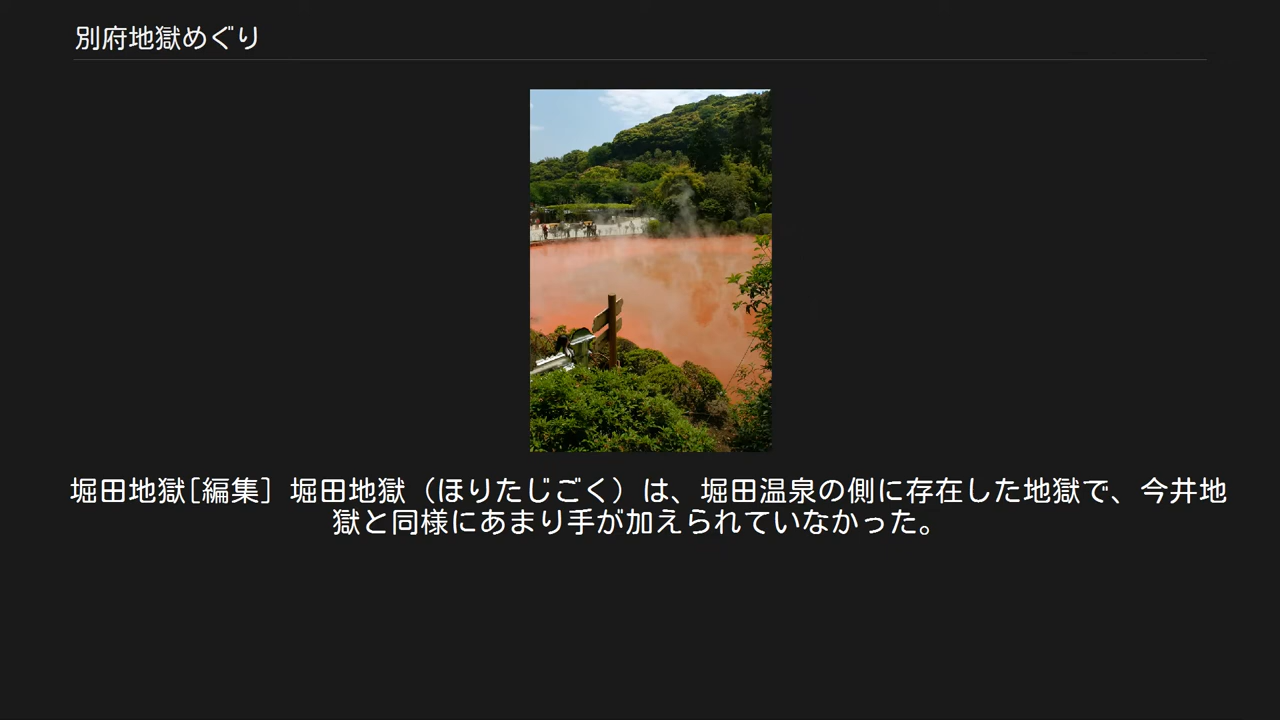 別府地獄めぐり
堀田地獄[編集] 堀田地獄（ほりたじごく）は、堀田温泉の側に存在した地獄で、今井地
獄と同様にあまり手が加えられていなかった。